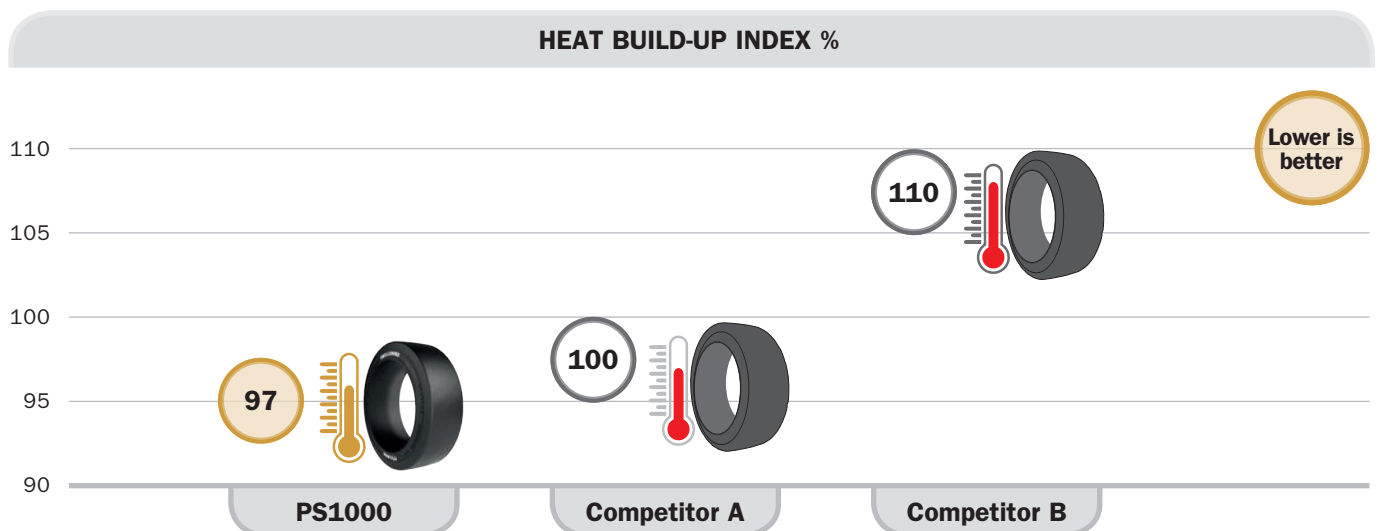 HEAT BUILD-UP INDEX %
Lower is
better
110
105
100
95
90
97
100
110
PS1000
Competitor A
Competitor B